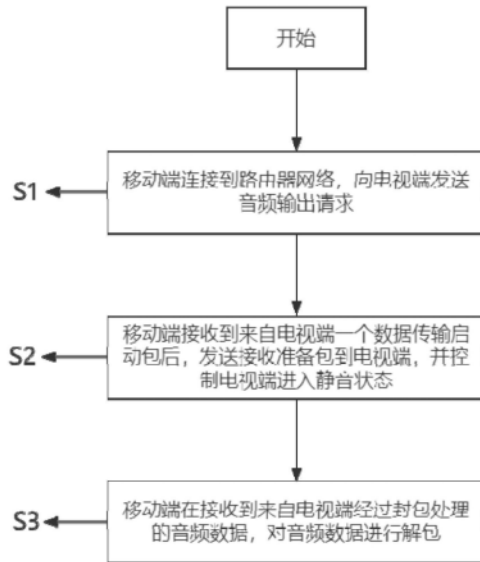 开始
S1
移动端连接到路由器网络，向电视端发送
音频输出请求
S2
移动端接收到来自电视端一个数据传输启
动包后，发送接收准备包到电视端，并控
制电视端进入静音状态
S3
移动端在接收到来自电视端经过封包处理
的音频数据，对音频数据进行解包